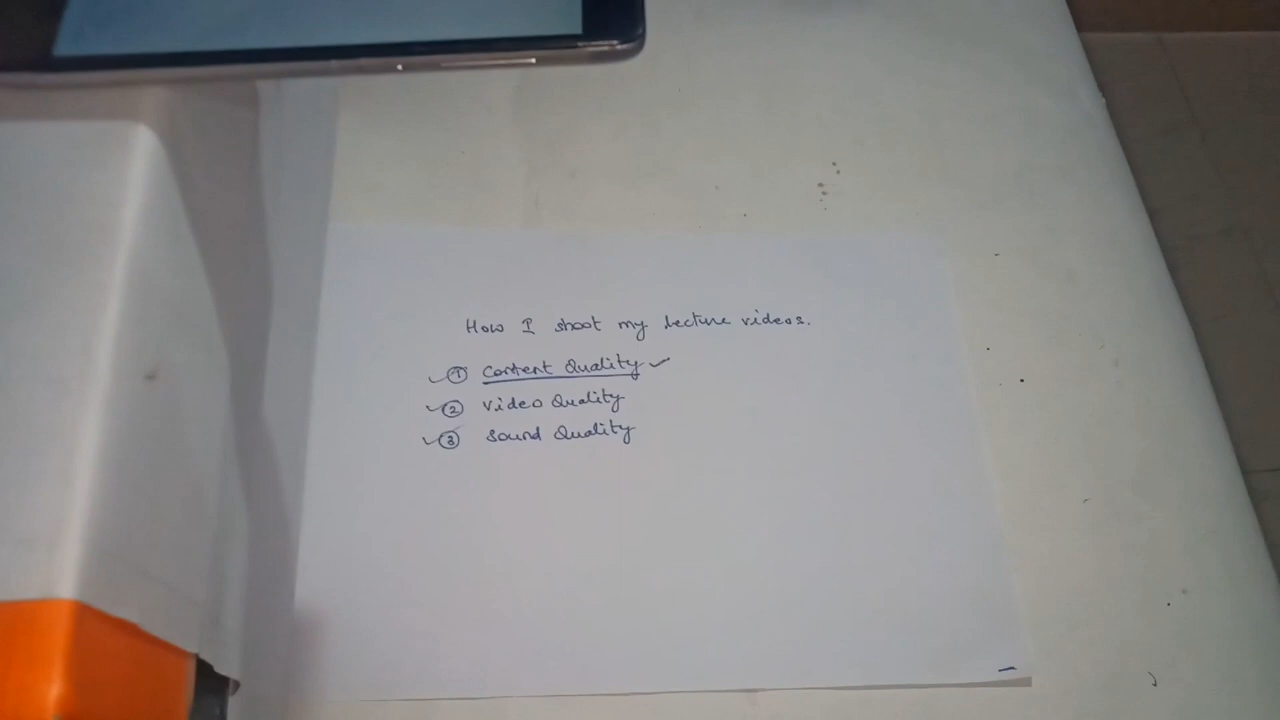 How I shoot my lecture videos.
✓ ① Content Quality ✓
✓ ② Video Quality
✓ ③ Sound Quality